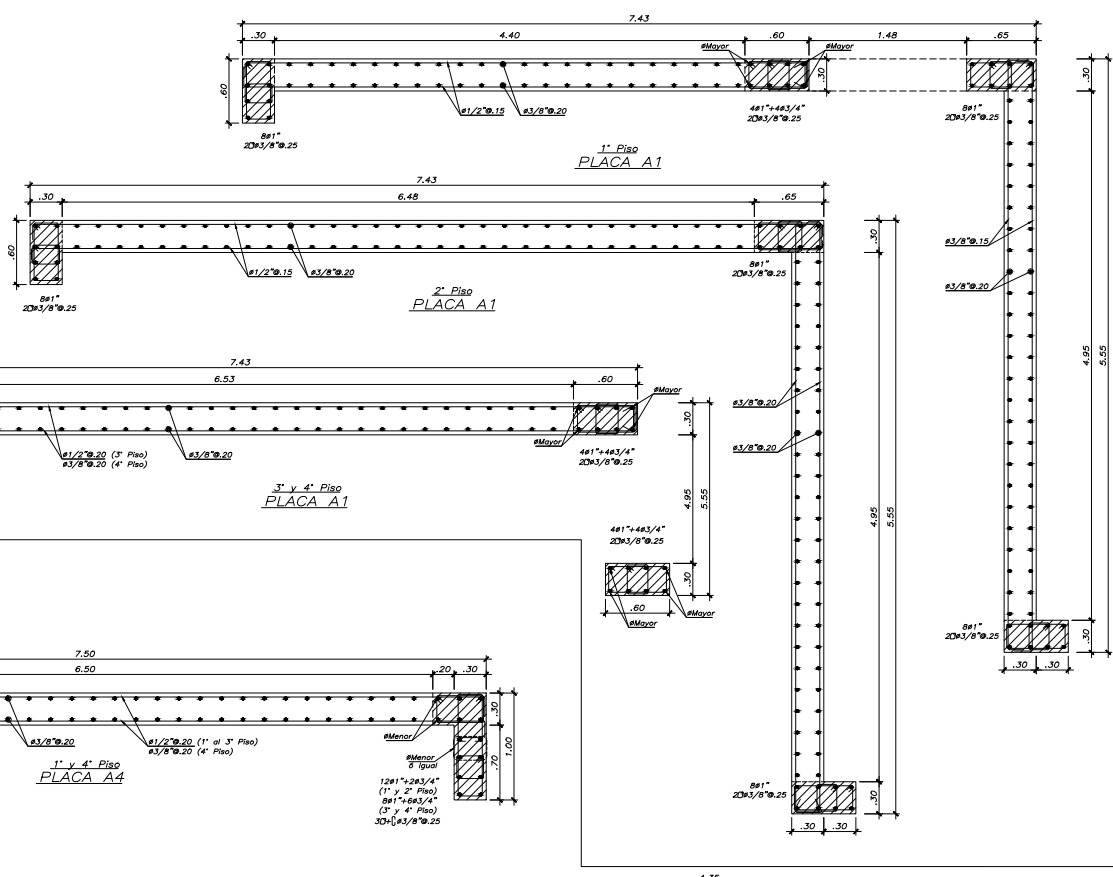 7.43
.30 4.40 .60 1.48 .65
øMayor øMayor
.60 .30 .30
ø1/2"@.15 ø3/8"@.20
4ø1"+4ø3/4"
2□ø3/8"@.25
8ø1"
2□ø3/8"@.25
8ø1"
2□ø3/8"@.25
1° Piso
PLACA A1
7.43
.30 6.48 .65
.60 .30
ø3/8"@.15
ø3/8"@.20
ø1/2"@.15 ø3/8"@.20
8ø1"
2□ø3/8"@.25
8ø1"
2□ø3/8"@.25
2° Piso
PLACA A1
4.95 5.55
7.43
6.53 .60
øMayor
.30
øMayor
ø3/8"@.20
ø3/8"@.20
ø1/2"@.20 (3° Piso)
ø3/8"@.20 (4° Piso)
ø3/8"@.20
4ø1"+4ø3/4"
2□ø3/8"@.25
3° y 4° Piso
PLACA A1
4.95 5.55
4.95 5.55
4ø1"+4ø3/4"
2□ø3/8"@.25
.30
.60
øMayor
øMayor
8ø1"
2□ø3/8"@.25
.30
.30 .30
7.50
6.50 .20 .30
.30
1.00
.70
øMenor
ø3/8"@.20
ø1/2"@.20 (1° al 3° Piso)
ø3/8"@.20 (4° Piso)
øMenor
ó igual
1° y 4° Piso
PLACA A4
12ø1"+2ø3/4"
(1° y 2° Piso)
8ø1"+6ø3/4"
(3° y 4° Piso)
3□+[ø3/8"@.25
8ø1"
2□ø3/8"@.25
.30
.30 .30